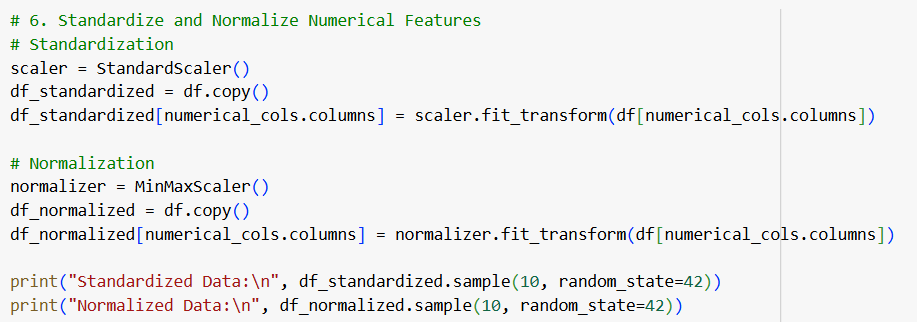 # 6. Standardize and Normalize Numerical Features
# Standardization
scaler = StandardScaler()
df_standardized = df.copy()
df_standardized[numerical_cols.columns] = scaler.fit_transform(df[numerical_cols.columns])

# Normalization
normalizer = MinMaxScaler()
df_normalized = df.copy()
df_normalized[numerical_cols.columns] = normalizer.fit_transform(df[numerical_cols.columns])

print("Standardized Data:\n", df_standardized.sample(10, random_state=42))
print("Normalized Data:\n", df_normalized.sample(10, random_state=42))